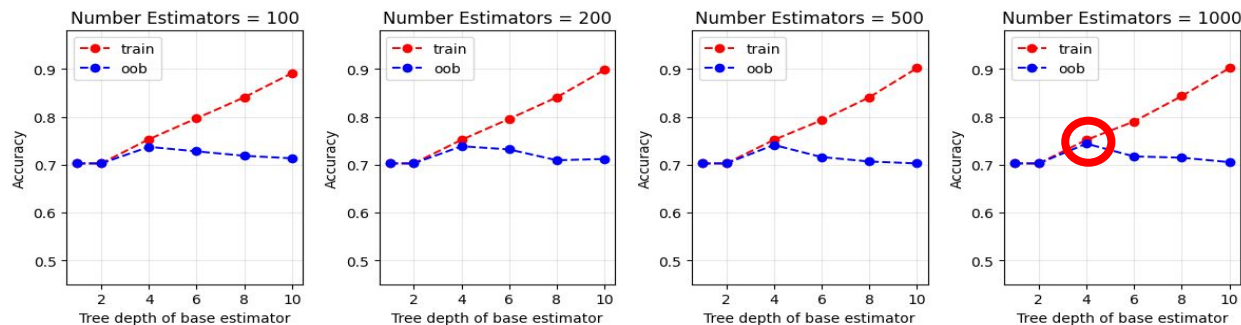 Number Estimators = 100
train
oob
Accuracy
0.9
0.8
0.7
0.6
0.5
2 4 6 8 10
Tree depth of base estimator
Number Estimators = 200
train
oob
Accuracy
0.9
0.8
0.7
0.6
0.5
2 4 6 8 10
Tree depth of base estimator
Number Estimators = 500
train
oob
Accuracy
0.9
0.8
0.7
0.6
0.5
2 4 6 8 10
Tree depth of base estimator
Number Estimators = 1000
train
oob
Accuracy
0.9
0.8
0.7
0.6
0.5
2 4 6 8 10
Tree depth of base estimator